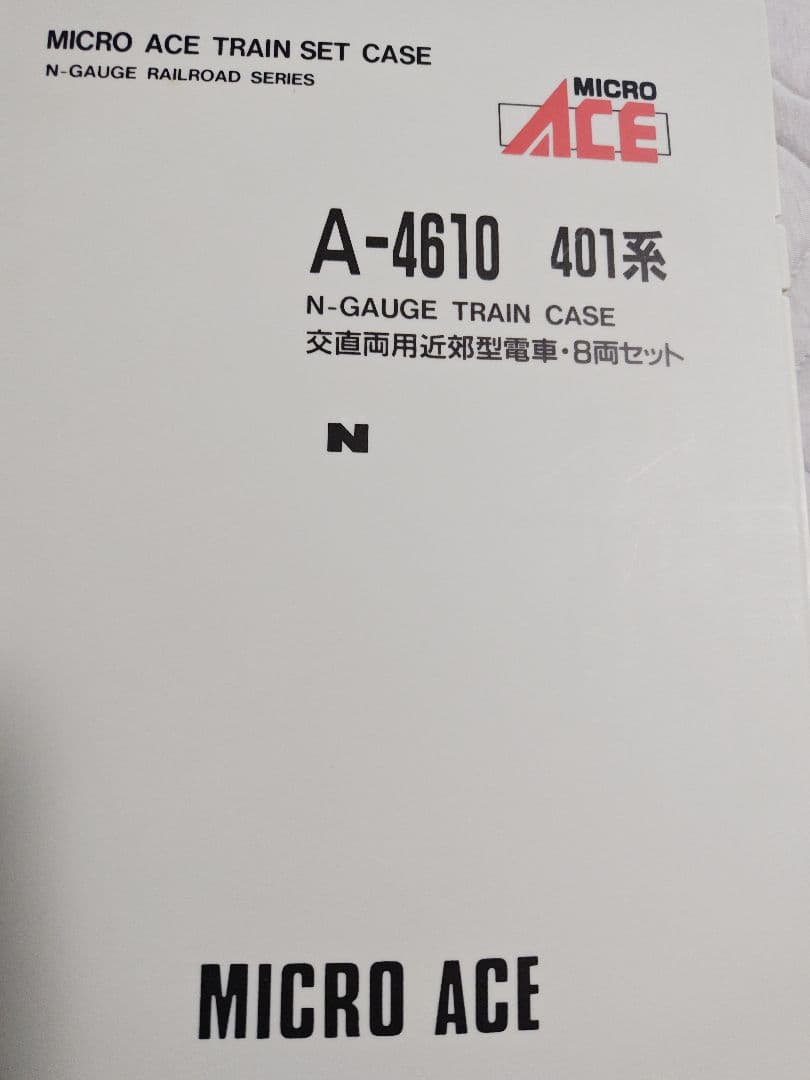 MICRO ACE TRAIN SET CASE
N-GAUGE RAILROAD SERIES
MICRO
ACE
A-4610 401系
N-GAUGE TRAIN CASE
交直両用近郊型電車・8両セット
N
MICRO ACE